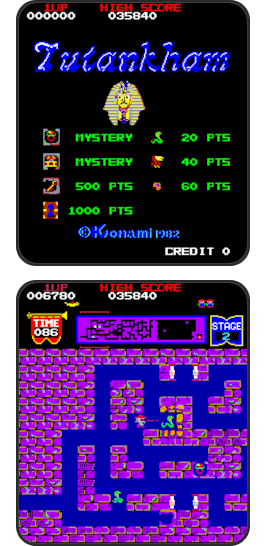 1UP HIGH SCORE
000000 035840
Tutankham
MYSTERY 20 PTS
MYSTERY 40 PTS
500 PTS 60 PTS
1000 PTS
©Konami 1982
CREDIT 0
1UP HIGH SCORE
006780 035840
TIME
086
STAGE
2